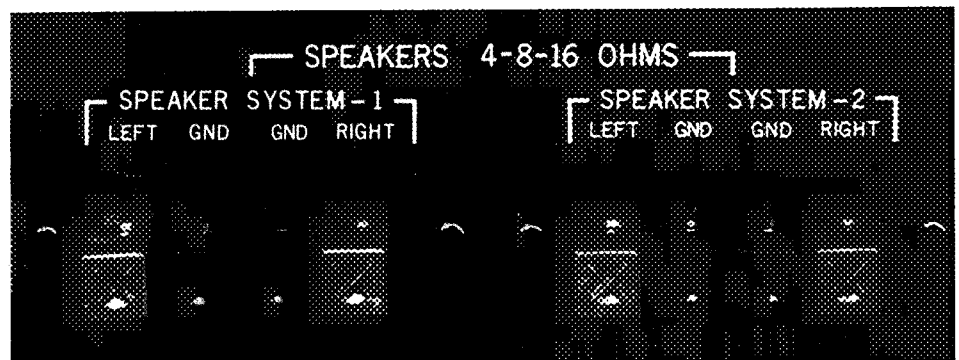 SPEAKERS 4-8-16 OHMS
SPEAKER SYSTEM-1
LEFT GND GND RIGHT
SPEAKER SYSTEM-2
LEFT GND GND RIGHT